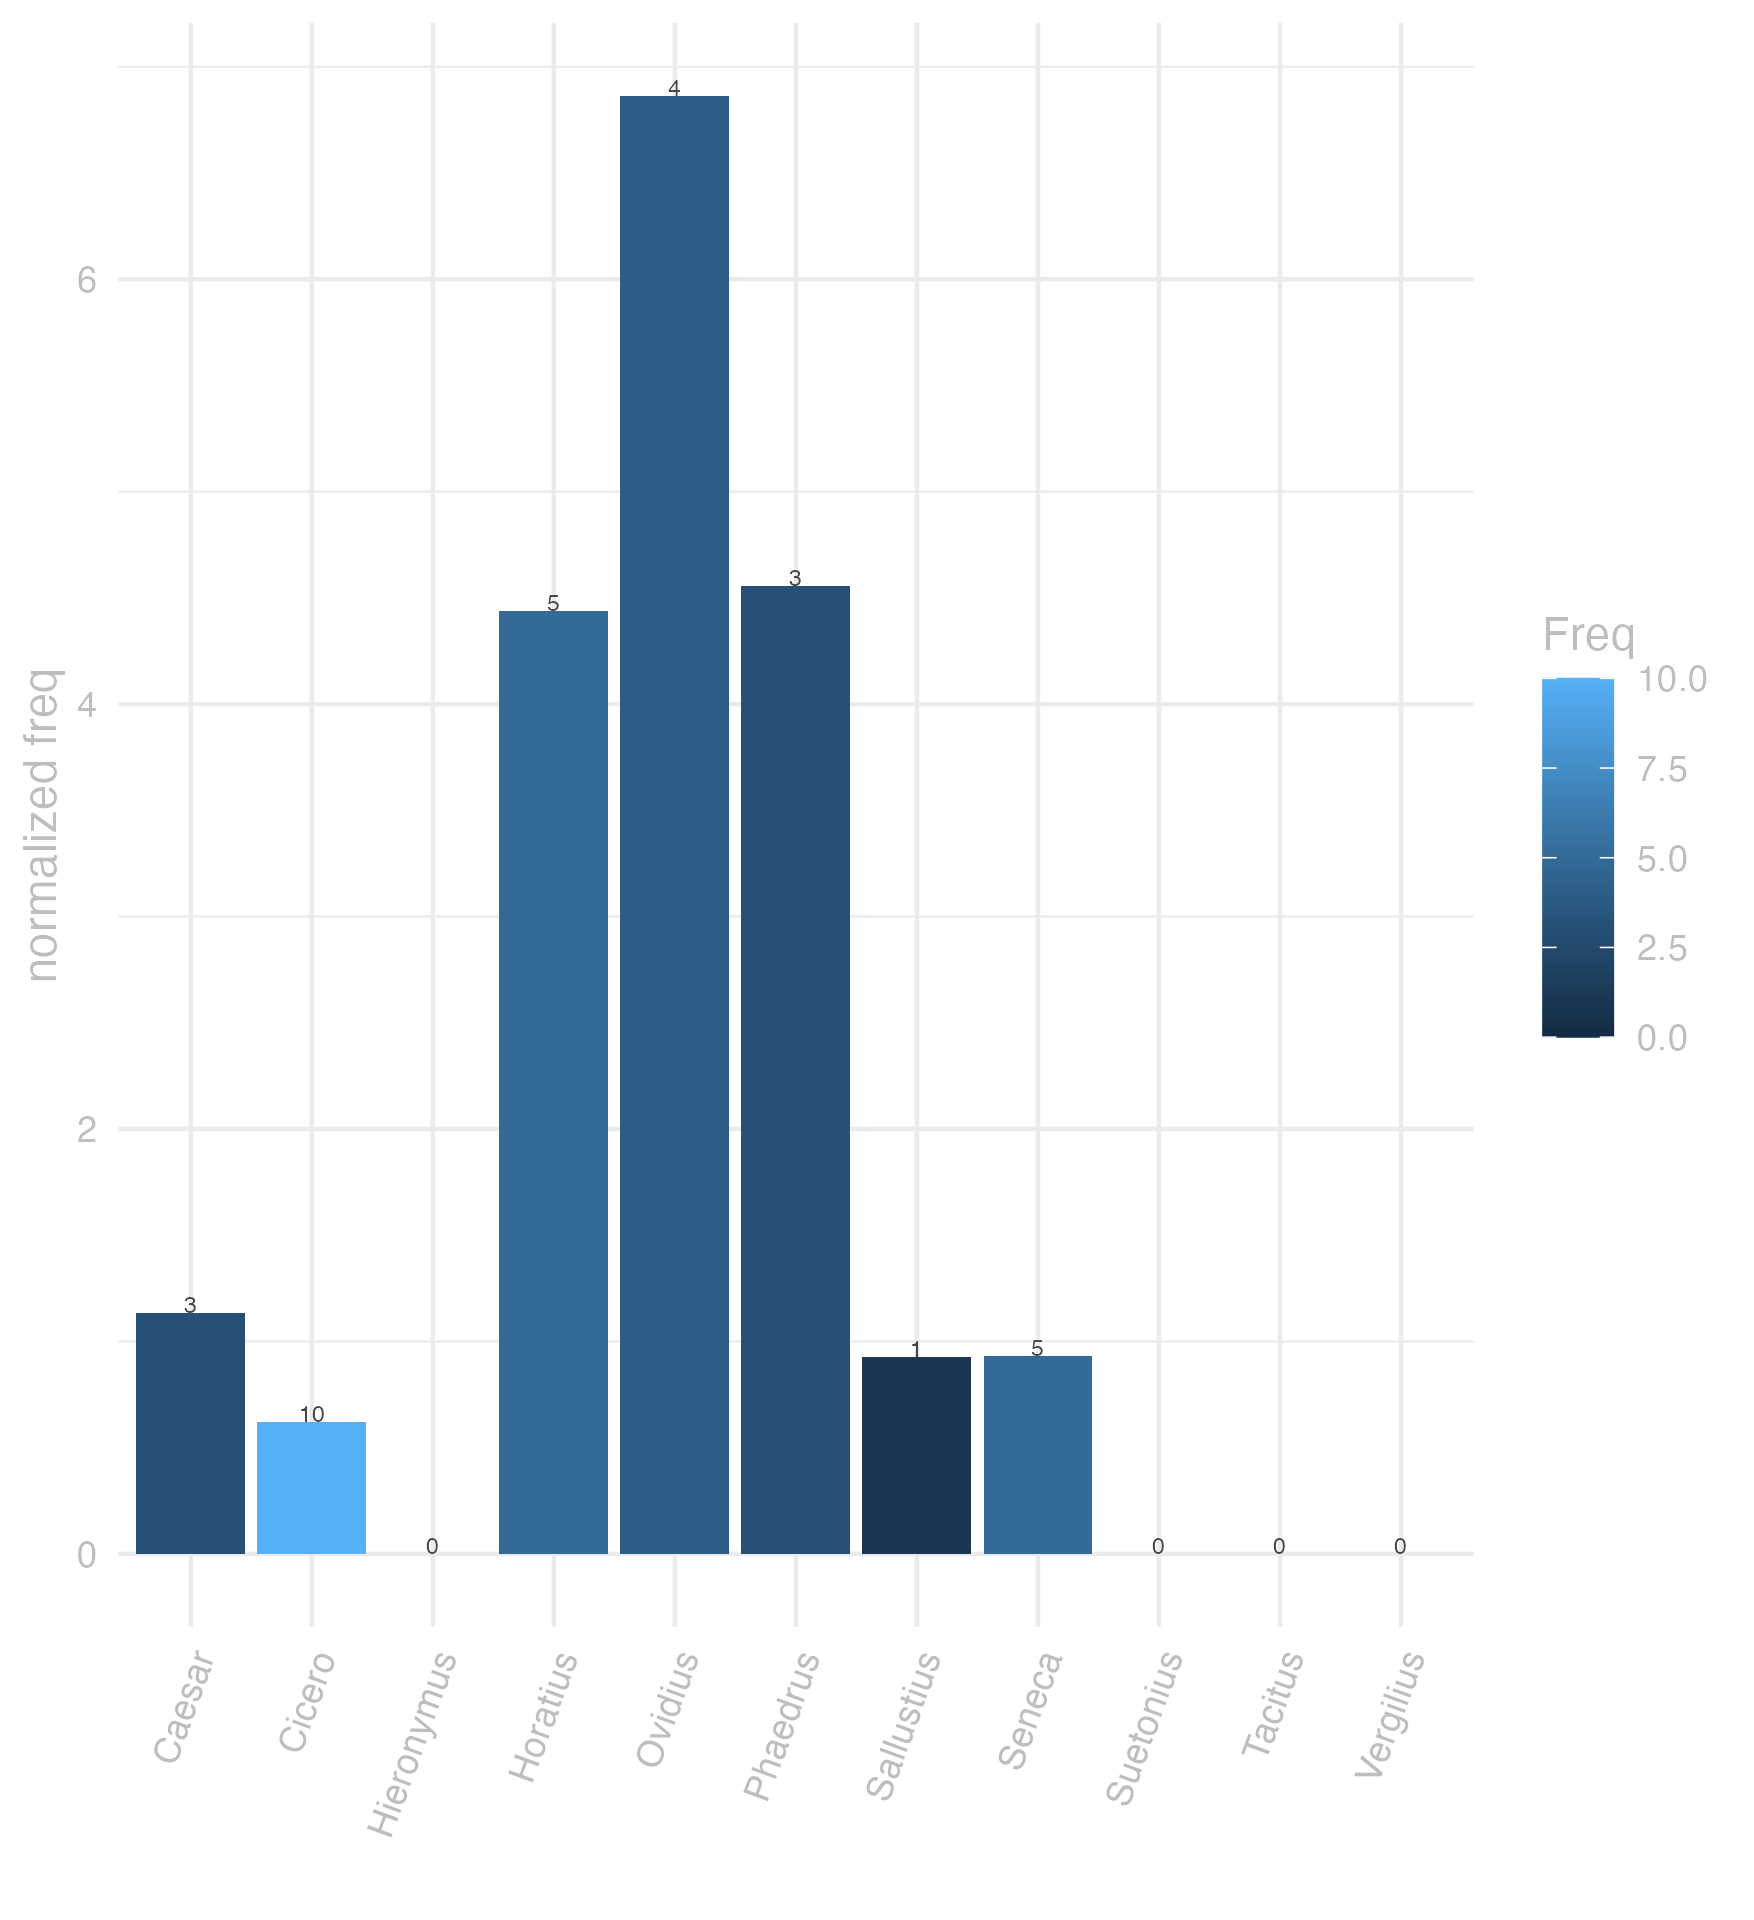 normalized freq
6
4
2
0
4
5
3
3
10
0
1
5
0
0
0
Caesar
Cicero
Hieronymus
Horatius
Ovidius
Phaedrus
Sallustius
Seneca
Suetonius
Tacitus
Vergilius
Freq
10.0
7.5
5.0
2.5
0.0